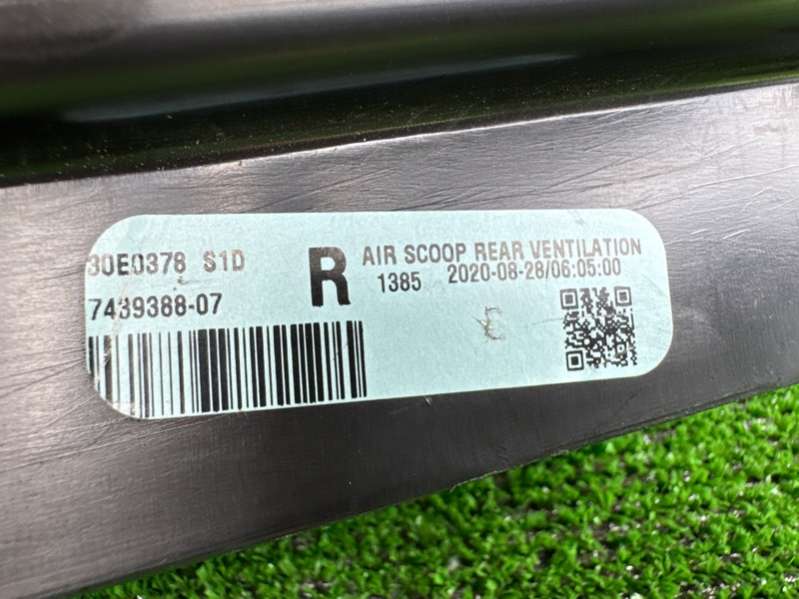 30E0378 S1D
7439388-07
R
AIR SCOOP REAR VENTILATION
1385 2020-08-28/06:05:00